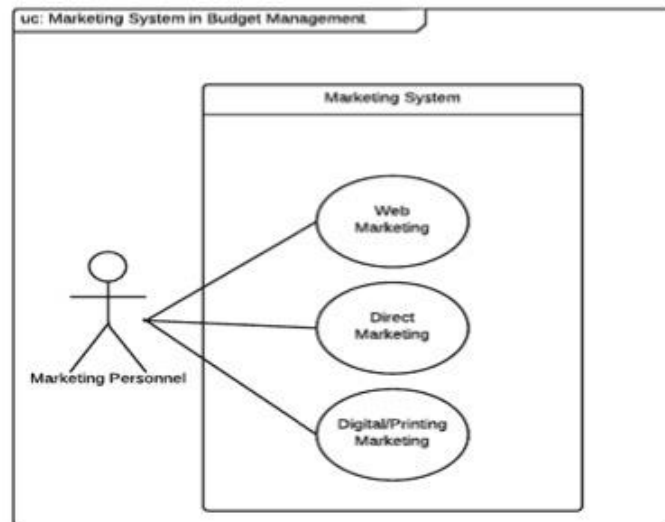 uc: Marketing System in Budget Management
Marketing System
Web
Marketing
Direct
Marketing
Marketing Personnel
Digital/Printing
Marketing